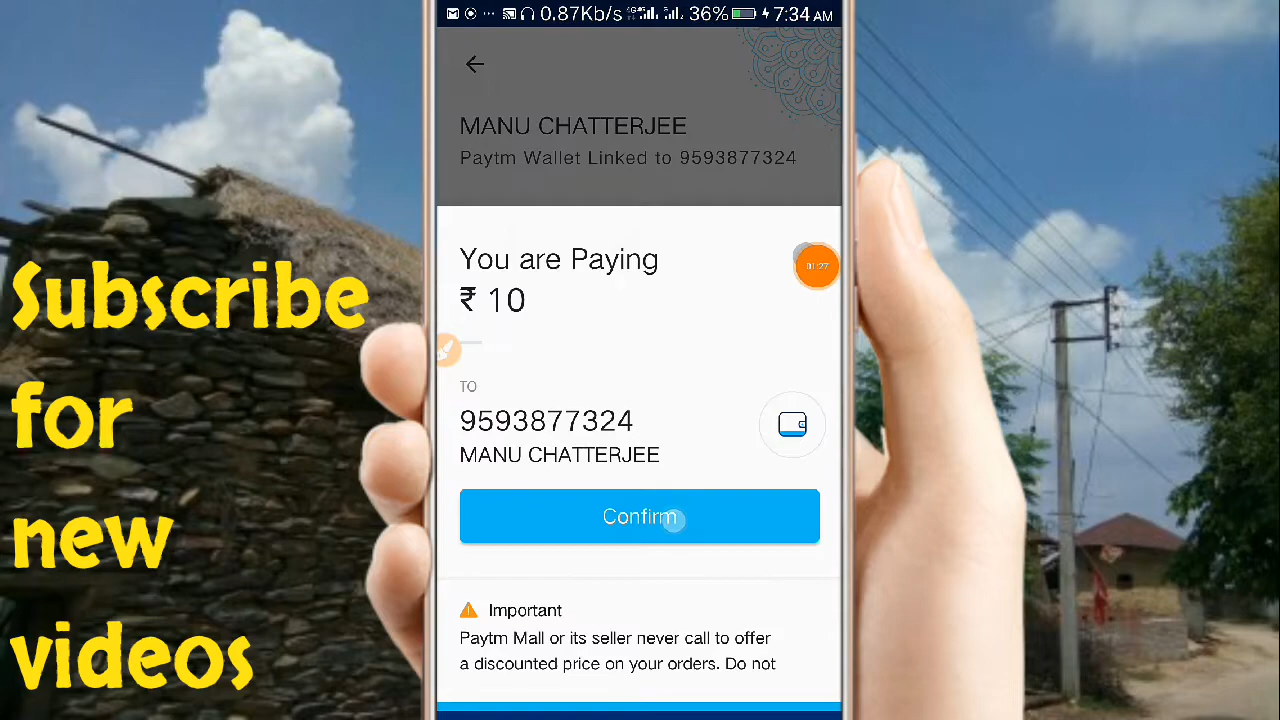 0.87Kb/s 36% 7:34 AM
MANU CHATTERJEE
Paytm Wallet Linked to 9593877324
You are Paying
₹ 10
01:27
TO
9593877324
MANU CHATTERJEE
Confirm
Important
Paytm Mall or its seller never call to offer
a discounted price on your orders. Do not
Subscribe
for
new
videos